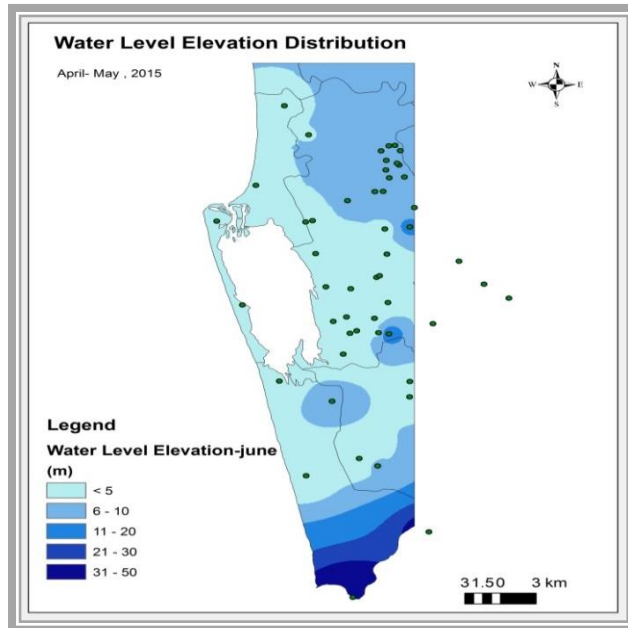 Water Level Elevation Distribution
April- May , 2015
N
W E
S
Legend
Water Level Elevation-june
(m)
< 5
6 - 10
11 - 20
21 - 30
31 - 50
31.50 3 km